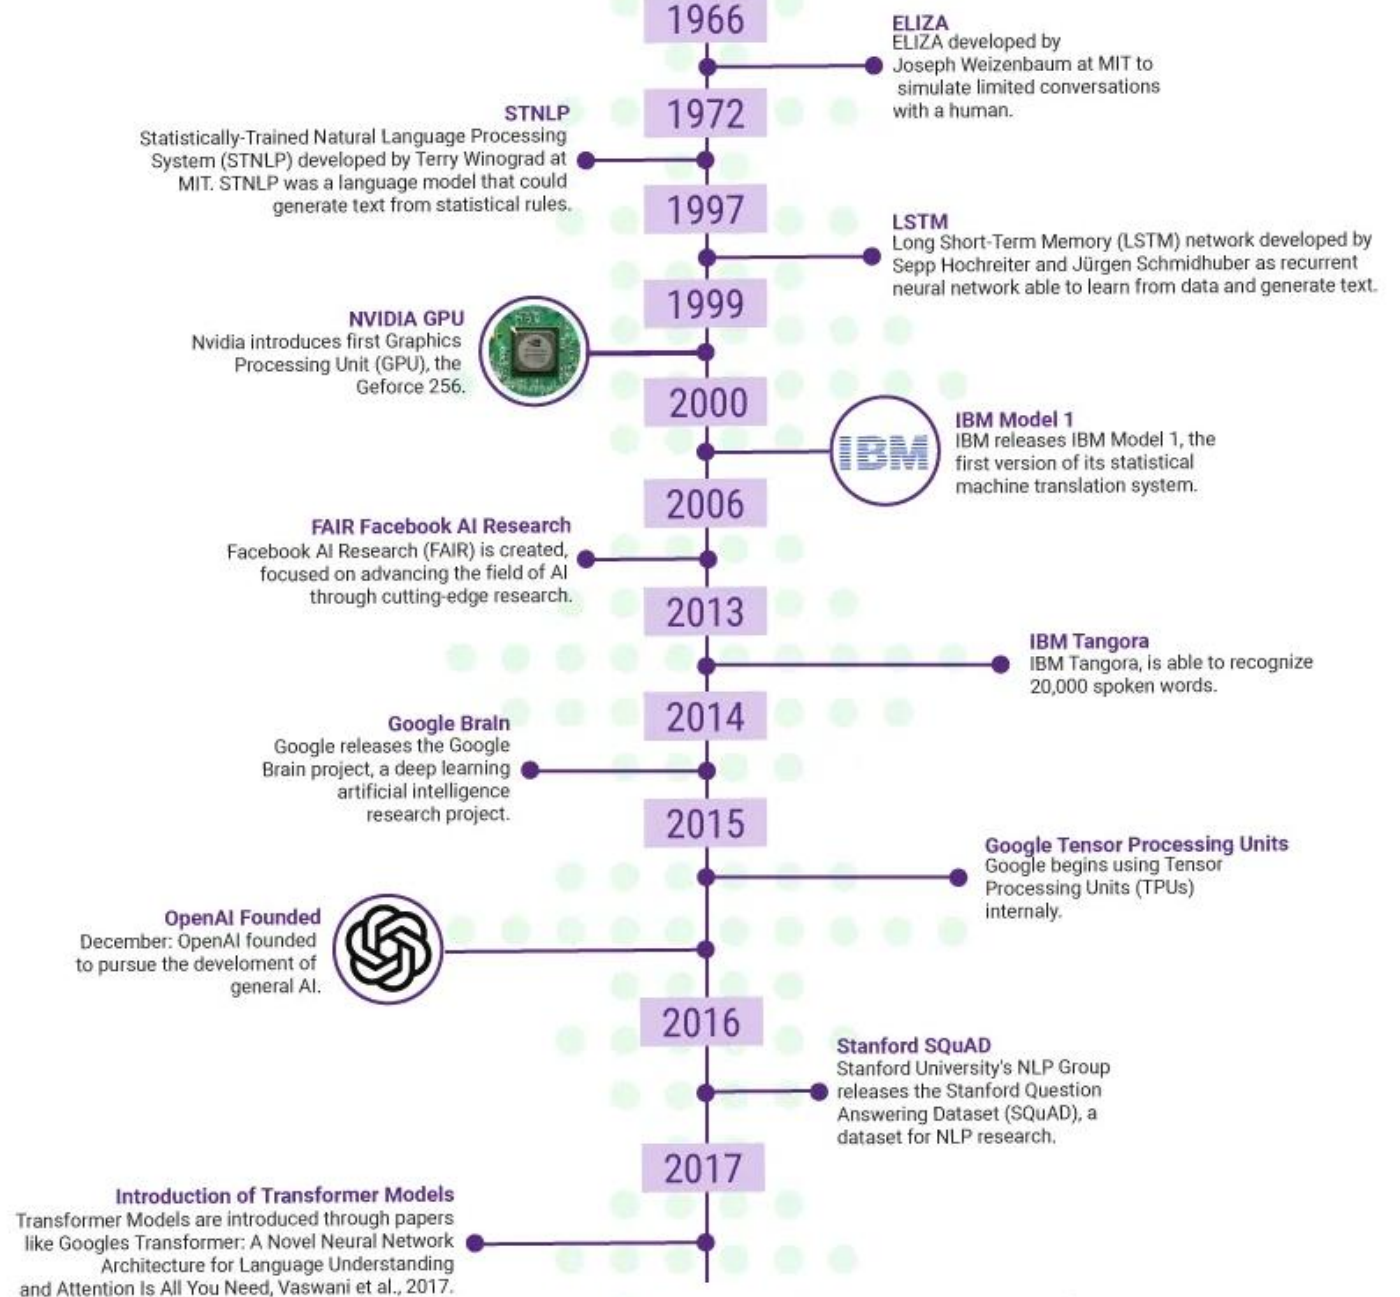 1966
ELIZA
ELIZA developed by
Joseph Weizenbaum at MIT to
simulate limited conversations
with a human.
1972
STNLP
Statistically-Trained Natural Language Processing
System (STNLP) developed by Terry Winograd at
MIT. STNLP was a language model that could
generate text from statistical rules.
1997
LSTM
Long Short-Term Memory (LSTM) network developed by
Sepp Hochreiter and Jürgen Schmidhuber as recurrent
neural network able to learn from data and generate text.
1999
NVIDIA GPU
Nvidia introduces first Graphics
Processing Unit (GPU), the
Geforce 256.
2000
IBM
IBM Model 1
IBM releases IBM Model 1, the
first version of its statistical
machine translation system.
2006
FAIR Facebook AI Research
Facebook AI Research (FAIR) is created,
focused on advancing the field of AI
through cutting-edge research.
2013
IBM Tangora
IBM Tangora, is able to recognize
20,000 spoken words.
2014
Google Brain
Google releases the Google
Brain project, a deep learning
artificial intelligence
research project.
2015
Google Tensor Processing Units
Google begins using Tensor
Processing Units (TPUs)
internaly.
OpenAI Founded
December: OpenAI founded
to pursue the develoment of
general AI.
2016
Stanford SQuAD
Stanford University's NLP Group
releases the Stanford Question
Answering Dataset (SQuAD), a
dataset for NLP research.
2017
Introduction of Transformer Models
Transformer Models are introduced through papers
like Googles Transformer: A Novel Neural Network
Architecture for Language Understanding
and Attention Is All You Need, Vaswani et al., 2017.